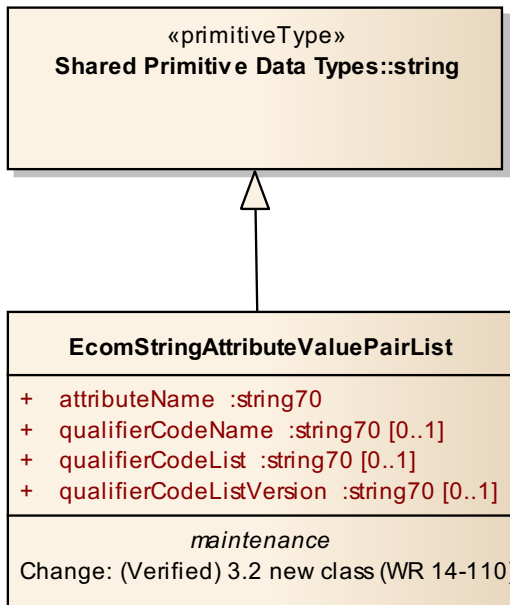 «primitiveType»
Shared Primitive Data Types::string
EcomStringAttributeValuePairList
+ attributeName :string70
+ qualifierCodeName :string70 [0..1]
+ qualifierCodeList :string70 [0..1]
+ qualifierCodeListVersion :string70 [0..1]
maintenance
Change: (Verified) 3.2 new class (WR 14-110)